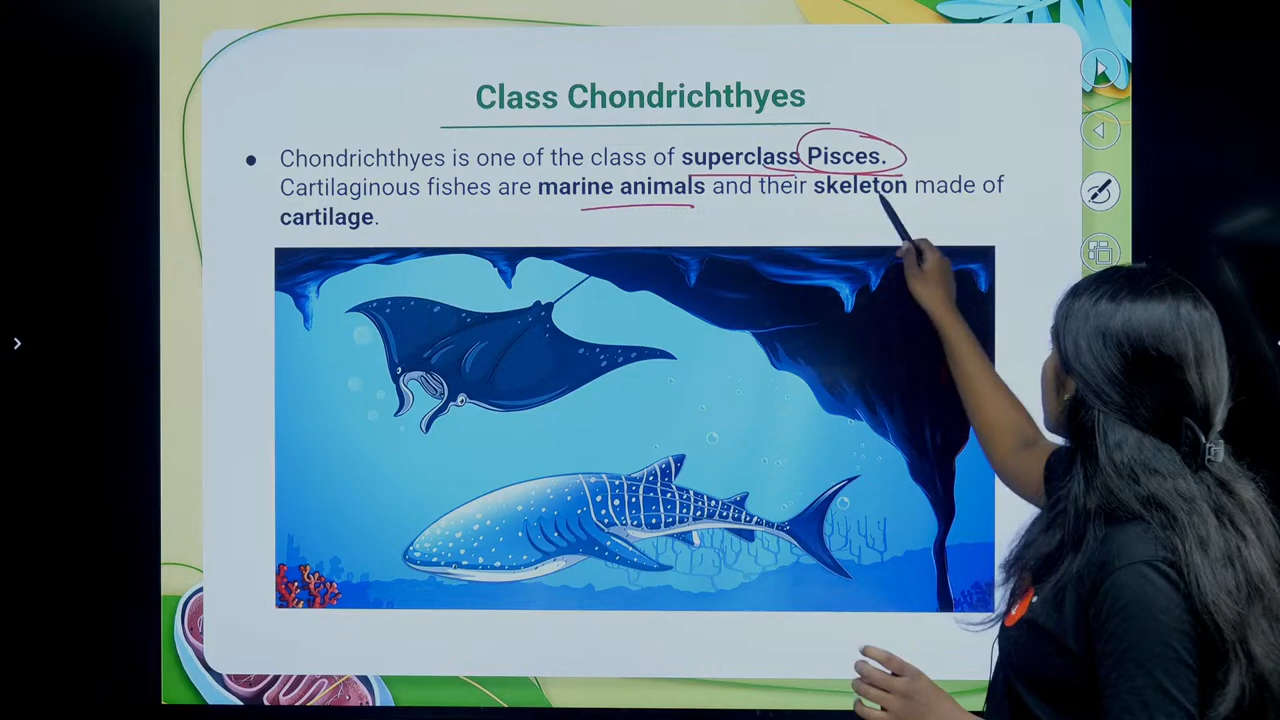 Class Chondrichthyes
● Chondrichthyes is one of the class of superclass Pisces.
Cartilaginous fishes are marine animals and their skeleton made of
cartilage.